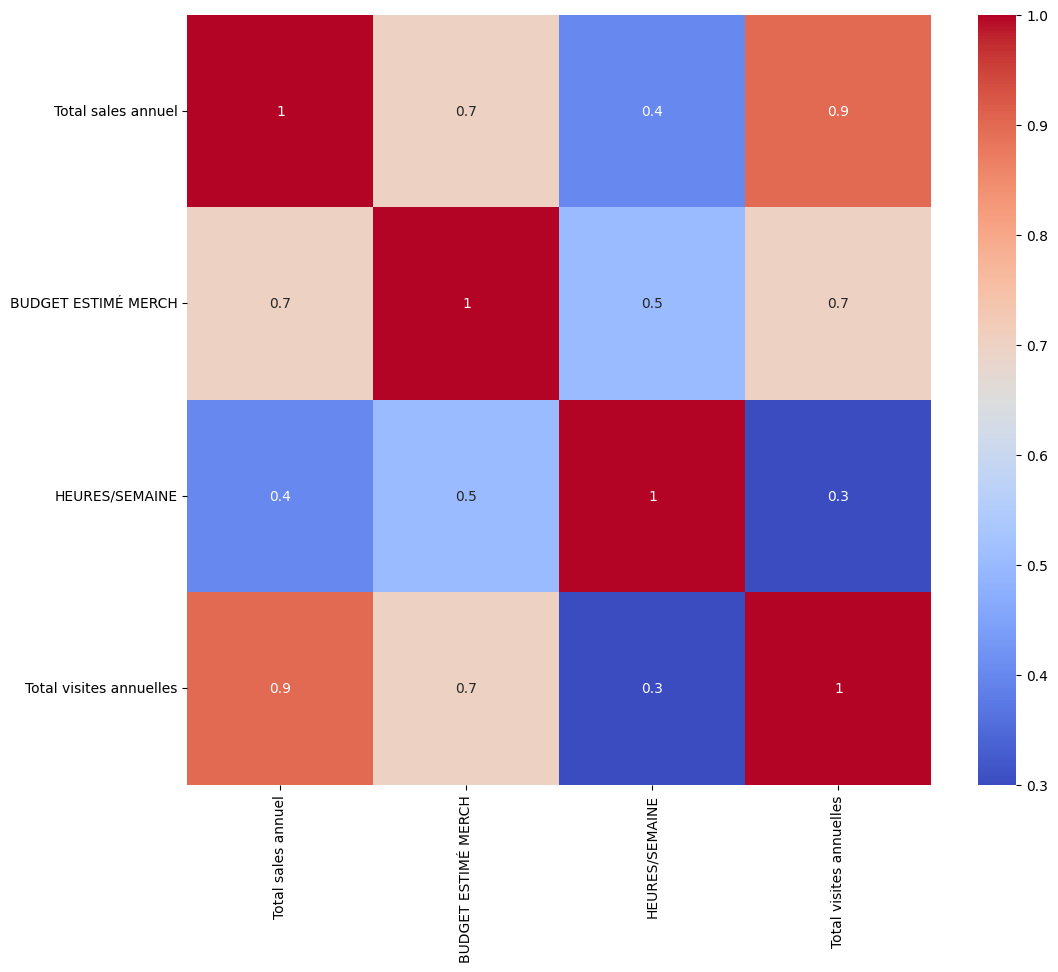 1.0
Total sales annuel 1 0.7 0.4 0.9
0.9
0.8
BUDGET ESTIMÉ MERCH 0.7 1 0.5 0.7
0.7
0.6
HEURES/SEMAINE 0.4 0.5 1 0.3
0.5
0.4
Total visites annuelles 0.9 0.7 0.3 1
0.3
Total sales annuel
BUDGET ESTIMÉ MERCH
HEURES/SEMAINE
Total visites annuelles